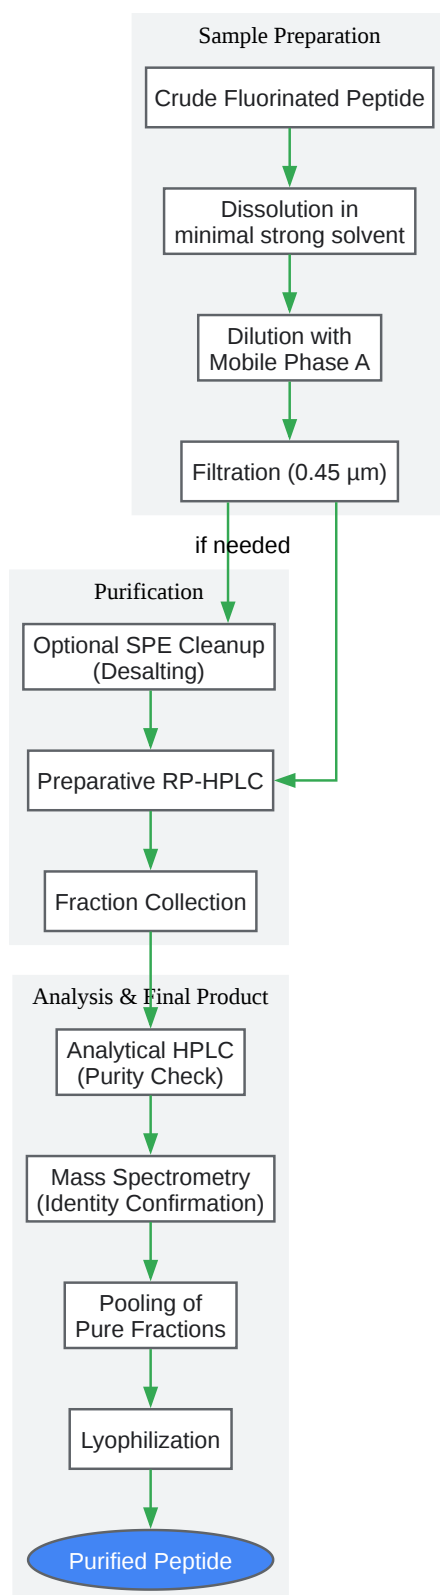 Sample Preparation
Crude Fluorinated Peptide
Dissolution in
minimal strong solvent
Dilution with
Mobile Phase A
Filtration (0.45 µm)
if needed
Purification
Optional SPE Cleanup
(Desalting)
Preparative RP-HPLC
Fraction Collection
Analysis & Final Product
Analytical HPLC
(Purity Check)
Mass Spectrometry
(Identity Confirmation)
Pooling of
Pure Fractions
Lyophilization
Purified Peptide